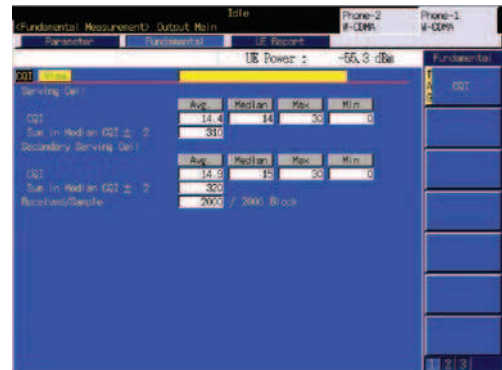 Idle
<Fundamental Measurement> Output Main
Phone-2
W-CDMA
Phone-1
W-CDMA
Parameter
Fundamental
UE Report
UE Power : -55.3 dBm
Fundamental
CQI View
TAG
CQI
Serving Cell
Avg. Median Max Min
CQI 14.4 14 30 0
Sum in Median CQI ± 2 310
Secondary Serving Cell
Avg. Median Max Min
CQI 14.9 15 30 0
Sum in Median CQI ± 2 320
Received/Sample 2000 / 2000 Block
1 2 3